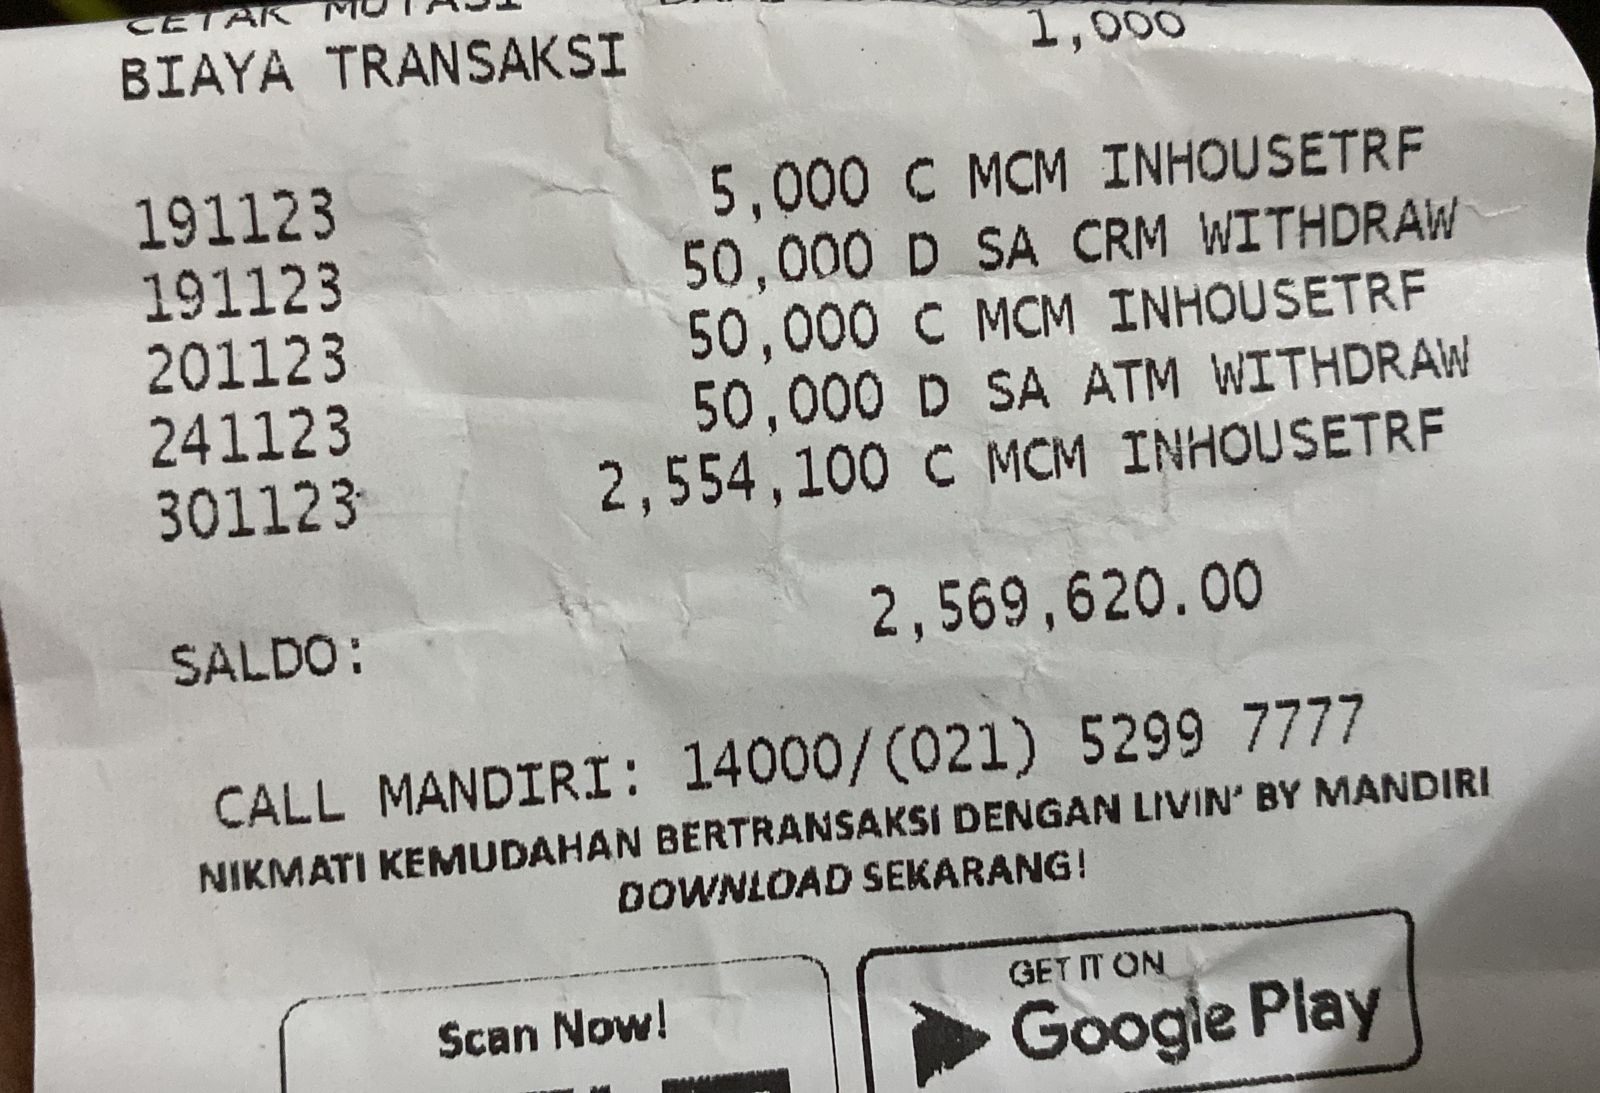 CETAK MUTASI
BIAYA TRANSAKSI 1,000
191123 5,000 C MCM INHOUSETRF
191123 50,000 D SA CRM WITHDRAW
201123 50,000 C MCM INHOUSETRF
241123 50,000 D SA ATM WITHDRAW
301123 2,554,100 C MCM INHOUSETRF
SALDO: 2,569,620.00
CALL MANDIRI: 14000/(021) 5299 7777
NIKMATI KEMUDAHAN BERTRANSAKSI DENGAN LIVIN' BY MANDIRI
DOWNLOAD SEKARANG!
Scan Now!
GET IT ON
Google Play